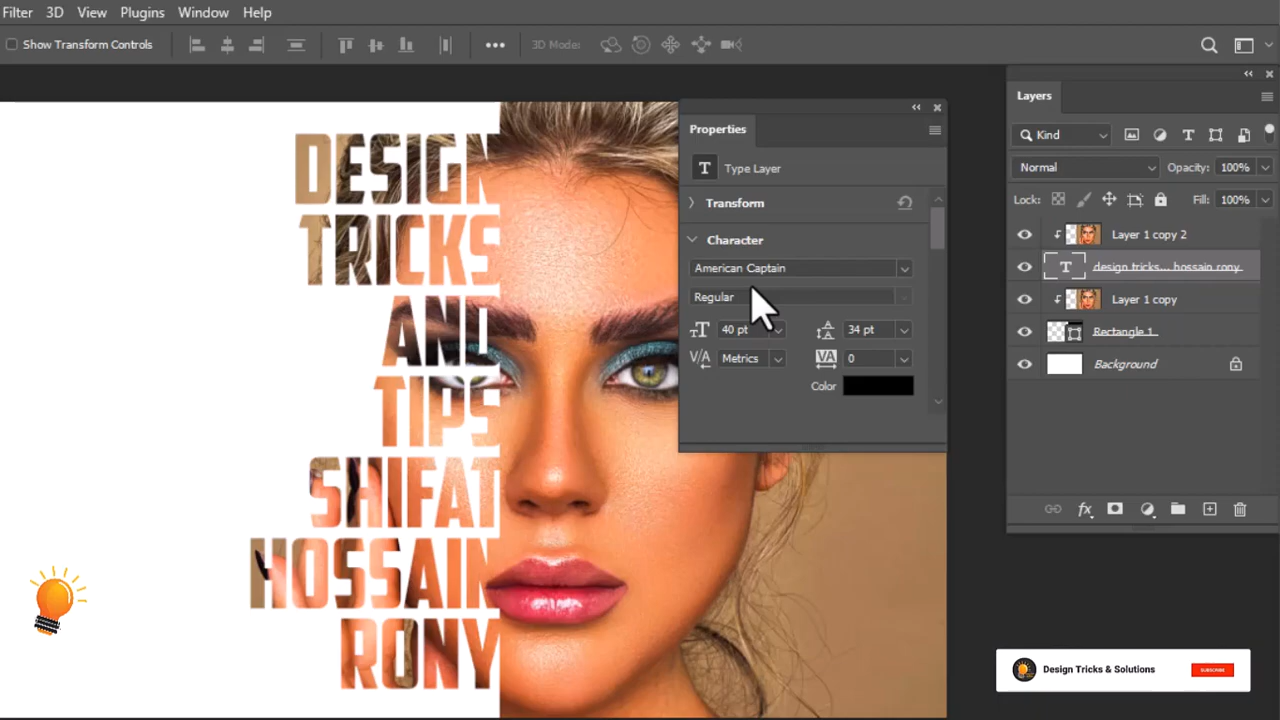 Filter 3D View Plugins Window Help
Show Transform Controls
3D Mode:
Layers
Properties
Kind
T Type Layer
Normal Opacity: 100%
Transform
Lock: Fill: 100%
Character
Layer 1 copy 2
American Captain
design tricks... hossain rony
Regular
Layer 1 copy
40 pt 34 pt
Rectangle 1
Metrics 0
Background
Color
DESIGN
TRICKS
AND
TIPS
SHIFAT
HOSSAIN
RONY
Design Tricks & Solutions
SUBSCRIBE